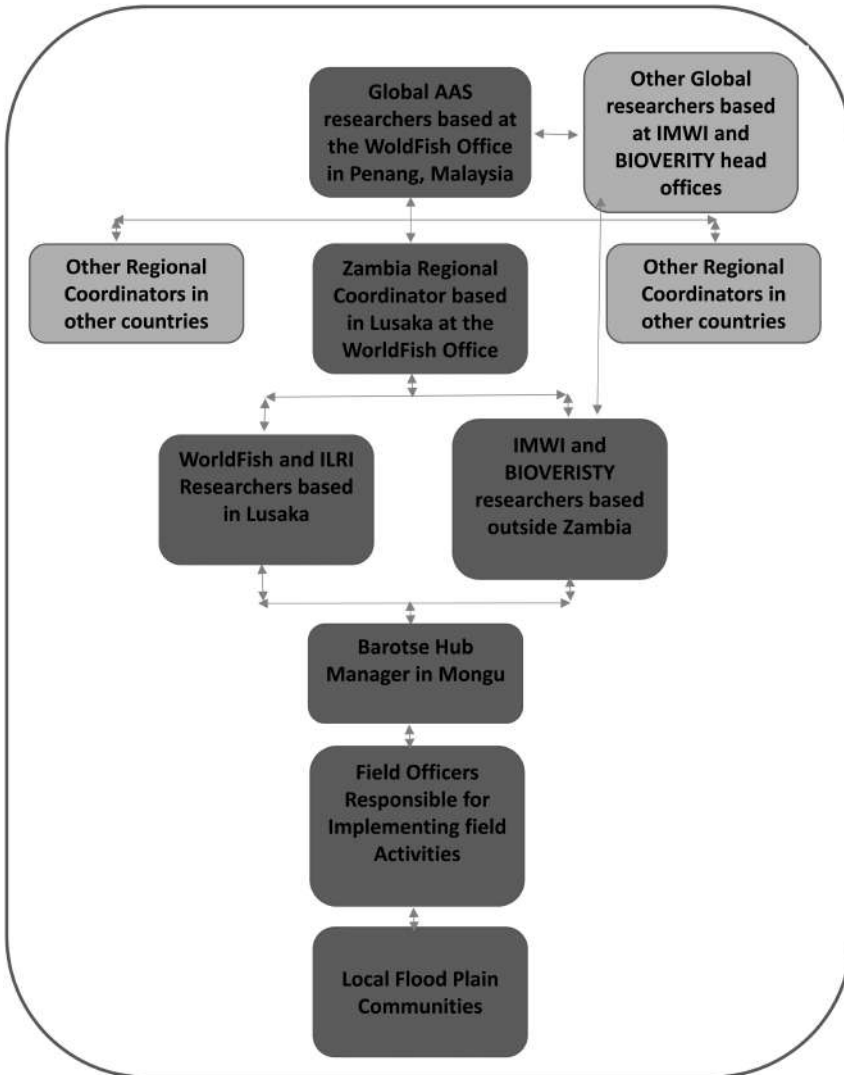 Global AAS
researchers based at
the WoldFish Office
in Penang, Malaysia
Other Global
researchers based
at IMWI and
BIOVERITY head
offices
Other Regional
Coordinators in
other countries
Zambia Regional
Coordinator based
in Lusaka at the
WorldFish Office
Other Regional
Coordinators in
other countries
WorldFish and ILRI
Researchers based
in Lusaka
IMWI and
BIOVERISTY
researchers based
outside Zambia
Barotse Hub
Manager in Mongu
Field Officers
Responsible for
Implementing field
Activities
Local Flood Plain
Communities